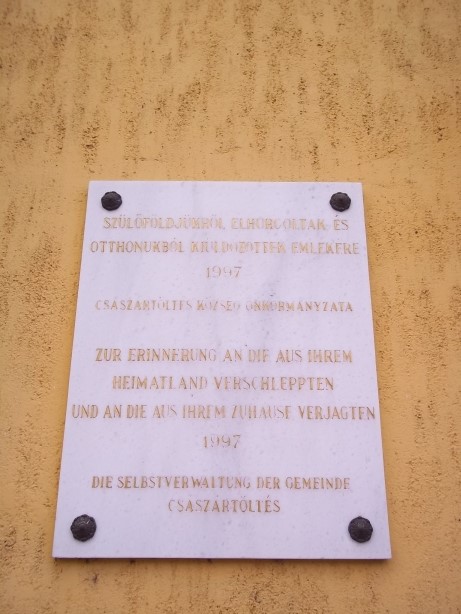 SZÜLŐFÖLDJÜKRŐL ELHURCOLTAK ÉS
OTTHONUKBÓL KIÜLDÖZÖTTEK EMLÉKÉRE
1997
CSÁSZÁRTÖLTÉS KÖZSÉG ÖNKORMÁNYZATA
ZUR ERINNERUNG AN DIE AUS IHREM
HEIMATLAND VERSCHLEPPTEN
UND AN DIE AUS IHREM ZUHAUSE VERJAGTEN
1997
DIE SELBSTVERWALTUNG DER GEMEINDE
CSÁSZÁRTÖLTÉS